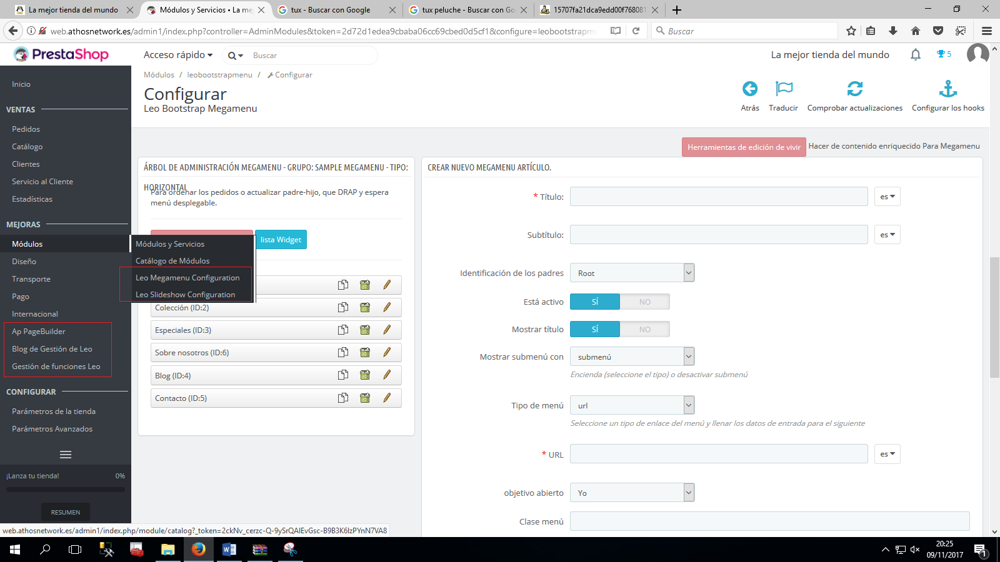 La mejor tienda del mundo
Módulos y Servicios • La me
tux - Buscar con Google
tux peluche - Buscar con Go
15707fa21dca9edd00f768081
web.athosnetwork.es/admin1/index.php?controller=AdminModules&token=2d72d1edea9cbaba06cc69cbed0d5cf1&configure=leobootstrapm
Buscar
PrestaShop
Acceso rápido
Buscar
La mejor tienda del mundo
5
Módulos / leobootstrapmenu / Configurar
Configurar
Leo Bootstrap Megamenu
Atrás
Traducir
Comprobar actualizaciones
Configurar los hooks
Inicio
VENTAS
Pedidos
Catálogo
Clientes
Servicio al Cliente
Estadísticas
MEJORAS
Módulos
Diseño
Transporte
Pago
Internacional
Ap PageBuilder
Blog de Gestión de Leo
Gestión de funciones Leo
CONFIGURAR
Parámetros de la tienda
Parámetros Avanzados
¡Lanza tu tienda!
0%
RESUMEN
Módulos y Servicios
Catálogo de Módulos
Leo Megamenu Configuration
Leo Slideshow Configuration
Herramientas de edición de vivir
Hacer de contenido enriquecido Para Megamenu
ÁRBOL DE ADMINISTRACIÓN MEGAMENU - GRUPO: SAMPLE MEGAMENU - TIPO:
HORIZONTAL
Para ordenar los pedidos o actualizar padre-hijo, que DRAP y espera
menú desplegable.
lista Widget
Colección (ID:2)
Especiales (ID:3)
Sobre nosotros (ID:6)
Blog (ID:4)
Contacto (ID:5)
CREAR NUEVO MEGAMENU ARTÍCULO.
* Título:
es
Subtítulo:
es
Identificación de los padres
Root
Está activo
SÍ
NO
Mostrar título
SÍ
NO
Mostrar submenú con
submenú
Encienda (seleccione el tipo) o desactivar submenú
Tipo de menú
url
Seleccione un tipo de enlace del menú y llenar los datos de entrada para el siguiente
* URL
es
objetivo abierto
Yo
Clase menú
web.athosnetwork.es/admin1/index.php/module/catalog?_token=2ckNv_cerzc-Q-9ySrQAIEvGsc-B9B3K6lzPYnN7VA8
20:25
09/11/2017
1